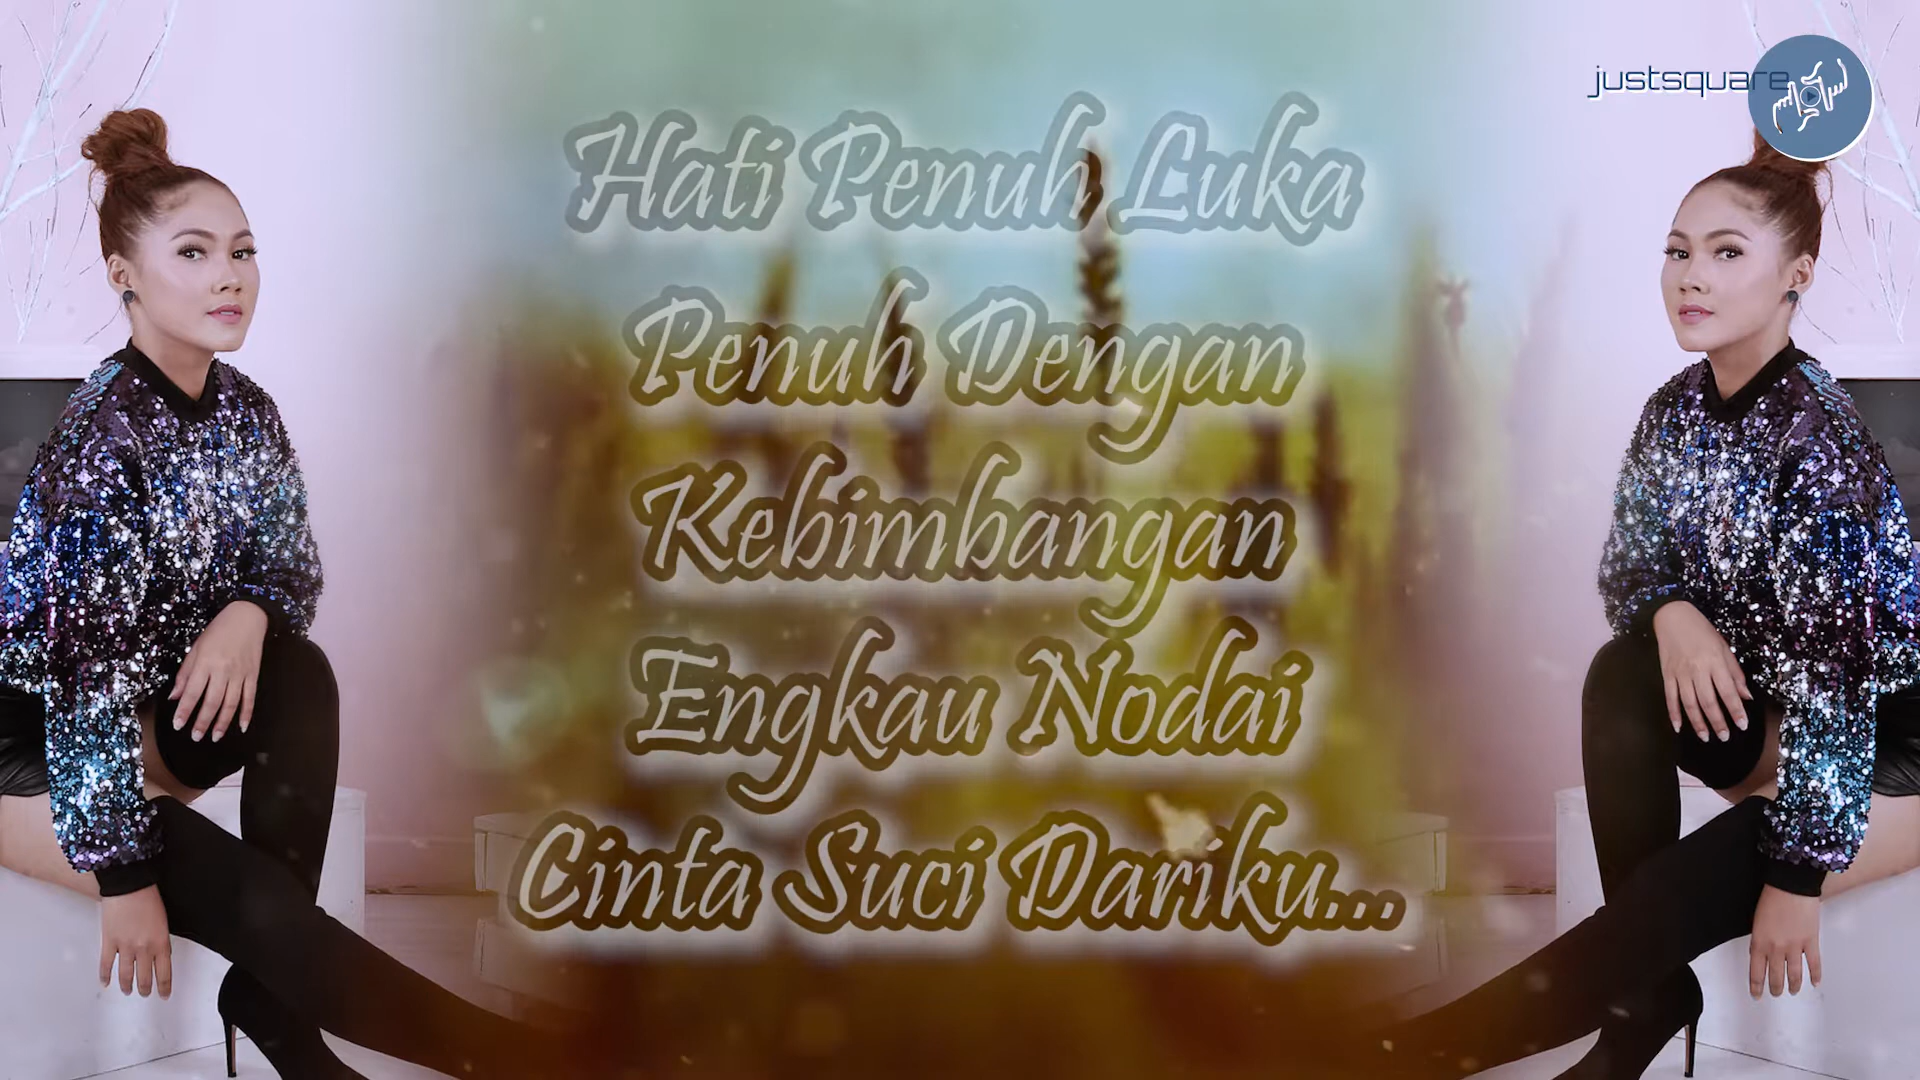 justsquare
Hati Penuh Luka
Penuh Dengan
Kebimbangan
Engkau Nodai
Cinta Suci Dariku...